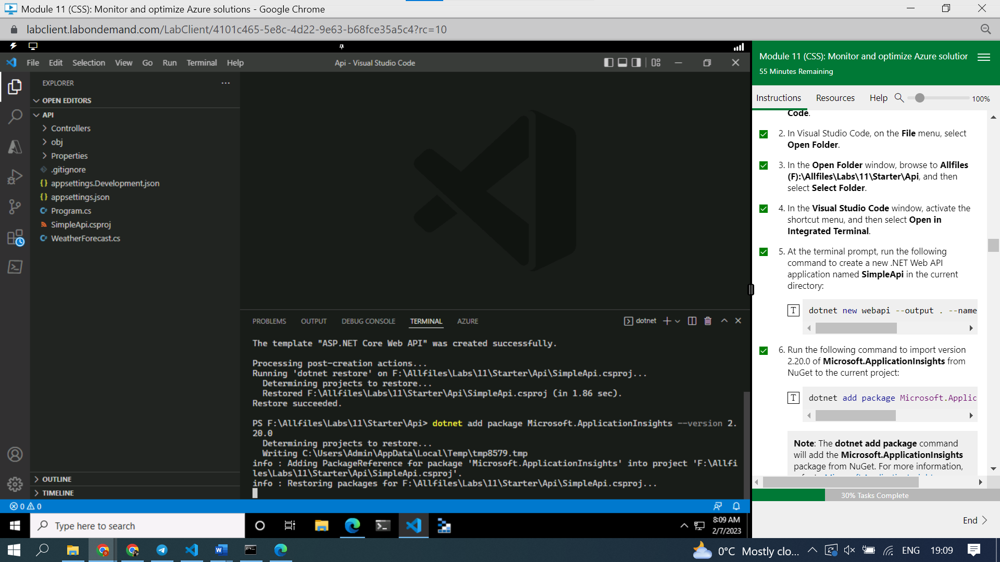 Module 11 (CSS): Monitor and optimize Azure solutions - Google Chrome
labclient.labondemand.com/LabClient/4101c465-5e8c-4d22-9e63-b68fce35a5c4?rc=10
File Edit Selection View Go Run Terminal Help
Api - Visual Studio Code
EXPLORER
OPEN EDITORS
API
Controllers
obj
Properties
.gitignore
appsettings.Development.json
appsettings.json
Program.cs
SimpleApi.csproj
WeatherForecast.cs
OUTLINE
TIMELINE
PROBLEMS OUTPUT DEBUG CONSOLE TERMINAL AZURE
dotnet
The template "ASP.NET Core Web API" was created successfully.
Processing post-creation actions...
Running 'dotnet restore' on F:\Allfiles\Labs\11\Starter\Api\SimpleApi.csproj...
Determining projects to restore...
Restored F:\Allfiles\Labs\11\Starter\Api\SimpleApi.csproj (in 1.86 sec).
Restore succeeded.
PS F:\Allfiles\Labs\11\Starter\Api> dotnet add package Microsoft.ApplicationInsights --version 2.
20.0
Determining projects to restore...
Writing C:\Users\Admin\AppData\Local\Temp\tmp8579.tmp
info : Adding PackageReference for package 'Microsoft.ApplicationInsights' into project 'F:\Allfi
les\Labs\11\Starter\Api\SimpleApi.csproj'.
info : Restoring packages for F:\Allfiles\Labs\11\Starter\Api\SimpleApi.csproj...
0 0
Type here to search
8:09 AM
2/7/2023
Module 11 (CSS): Monitor and optimize Azure solutior
55 Minutes Remaining
Instructions Resources Help 100%
Code.
2. In Visual Studio Code, on the File menu, select
Open Folder.
3. In the Open Folder window, browse to Allfiles
(F):\Allfiles\Labs\11\Starter\Api, and then
select Select Folder.
4. In the Visual Studio Code window, activate the
shortcut menu, and then select Open in
Integrated Terminal.
5. At the terminal prompt, run the following
command to create a new .NET Web API
application named SimpleApi in the current
directory:
T dotnet new webapi --output . --name
6. Run the following command to import version
2.20.0 of Microsoft.ApplicationInsights from
NuGet to the current project:
T dotnet add package Microsoft.Applic
Note: The dotnet add package command
will add the Microsoft.ApplicationInsights
package from NuGet. For more information,
30% Tasks Complete
End
0°C Mostly clo...
ENG 19:09